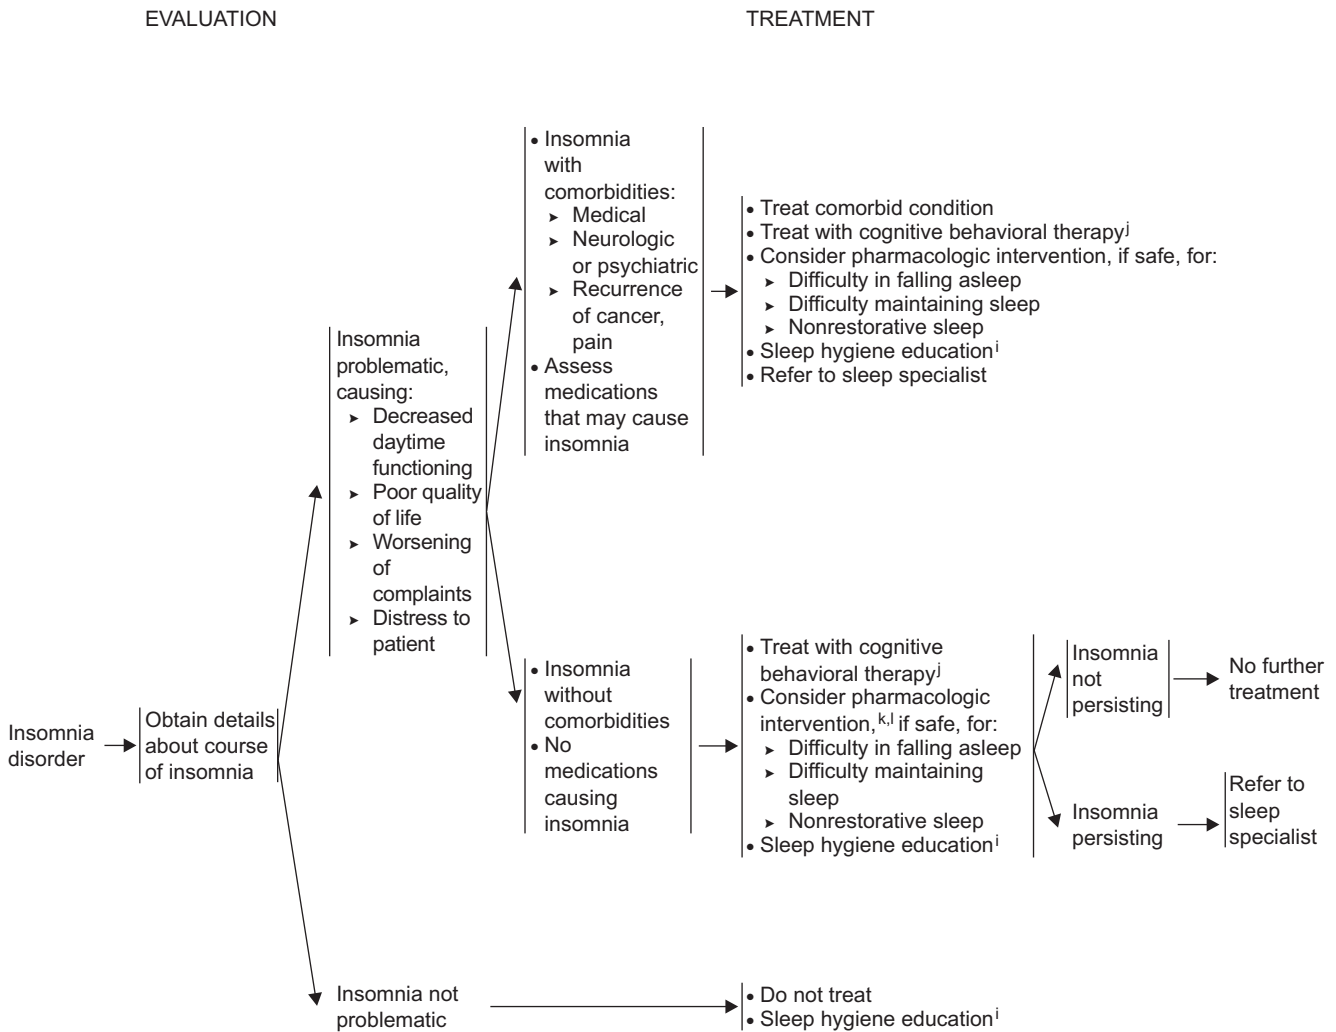 EVALUATION
TREATMENT
Insomnia
disorder
Obtain details
about course
of insomnia
Insomnia
problematic,
causing:
➤ Decreased
daytime
functioning
➤ Poor quality
of life
➤ Worsening
of
complaints
➤ Distress to
patient
• Insomnia
with
comorbidities:
➤ Medical
➤ Neurologic
or psychiatric
➤ Recurrence
of cancer,
pain
• Assess
medications
that may cause
insomnia
• Treat comorbid condition
• Treat with cognitive behavioral therapyj
• Consider pharmacologic intervention, if safe, for:
➤ Difficulty in falling asleep
➤ Difficulty maintaining sleep
➤ Nonrestorative sleep
• Sleep hygiene educationi
• Refer to sleep specialist
• Insomnia
without
comorbidities
• No
medications
causing
insomnia
• Treat with cognitive
behavioral therapyj
• Consider pharmacologic
intervention,k,l if safe, for:
➤ Difficulty in falling asleep
➤ Difficulty maintaining
sleep
➤ Nonrestorative sleep
• Sleep hygiene educationi
Insomnia
not
persisting
No further
treatment
Insomnia
persisting
Refer to
sleep
specialist
Insomnia not
problematic
• Do not treat
• Sleep hygiene educationi